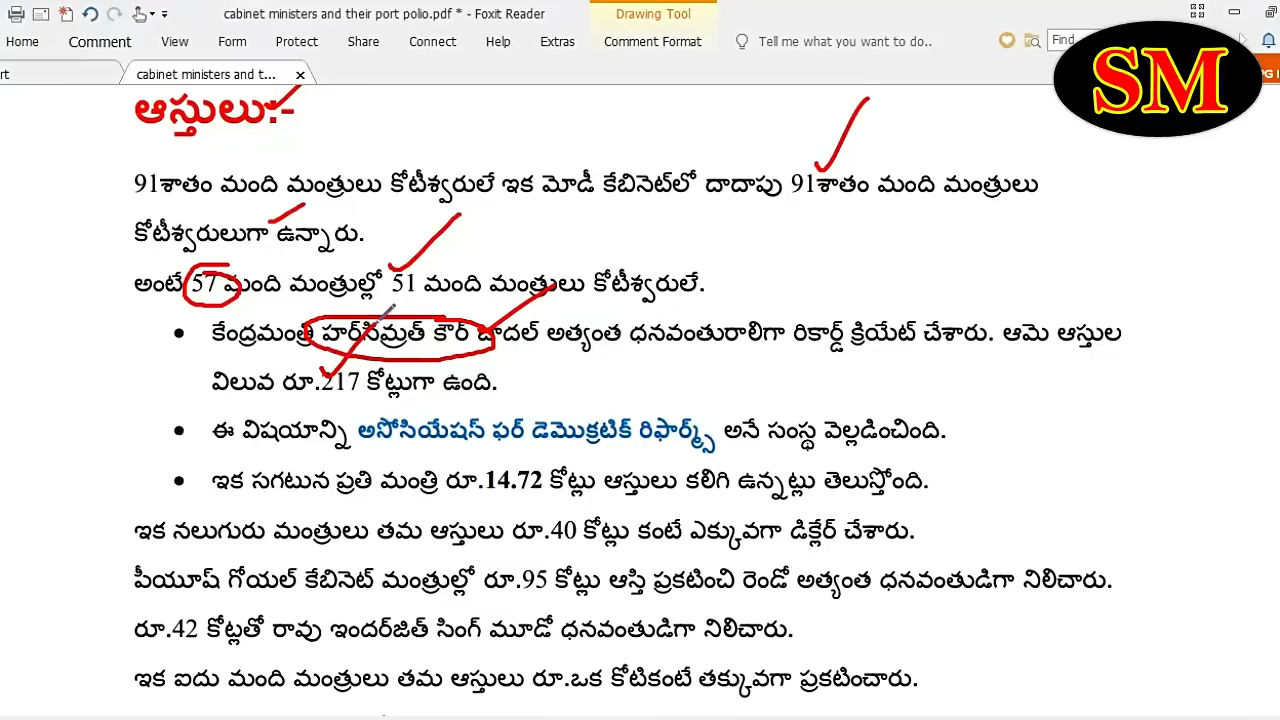 cabinet ministers and their port polio.pdf * - Foxit Reader
Drawing Tool
Home Comment View Form Protect Share Connect Help Extras Comment Format Tell me what you want to do.. Find
rt cabinet ministers and t... ×
SM
ఆస్తులు:-
91శాతం మంది మంత్రులు కోటీశ్వరులే ఇక మోడీ కేబినెట్‌లో దాదాపు 91శాతం మంది మంత్రులు
కోటీశ్వరులుగా ఉన్నారు.
అంటే 57 మంది మంత్రుల్లో 51 మంది మంత్రులు కోటీశ్వరులే.
• కేంద్రమంత్రి హర్‌సిమ్రత్ కౌర్ బాదల్ అత్యంత ధనవంతురాలిగా రికార్డ్ క్రియేట్ చేశారు. ఆమె ఆస్తుల
విలువ రూ.217 కోట్లుగా ఉంది.
• ఈ విషయాన్ని అసోసియేషస్ ఫర్ డెమొక్రటిక్ రిఫార్మ్స్ అనే సంస్థ వెల్లడించింది.
• ఇక సగటున ప్రతి మంత్రి రూ.14.72 కోట్లు ఆస్తులు కలిగి ఉన్నట్లు తెలుస్తోంది.
ఇక నలుగురు మంత్రులు తమ ఆస్తులు రూ.40 కోట్లు కంటే ఎక్కువగా డిక్లేర్ చేశారు.
పీయూష్ గోయల్ కేబినెట్ మంత్రుల్లో రూ.95 కోట్లు ఆస్తి ప్రకటించి రెండో అత్యంత ధనవంతుడిగా నిలిచారు.
రూ.42 కోట్లతో రావు ఇందర్‌జిత్ సింగ్ మూడో ధనవంతుడిగా నిలిచారు.
ఇక ఐదు మంది మంత్రులు తమ ఆస్తులు రూ.ఒక కోటికంటే తక్కువగా ప్రకటించారు.